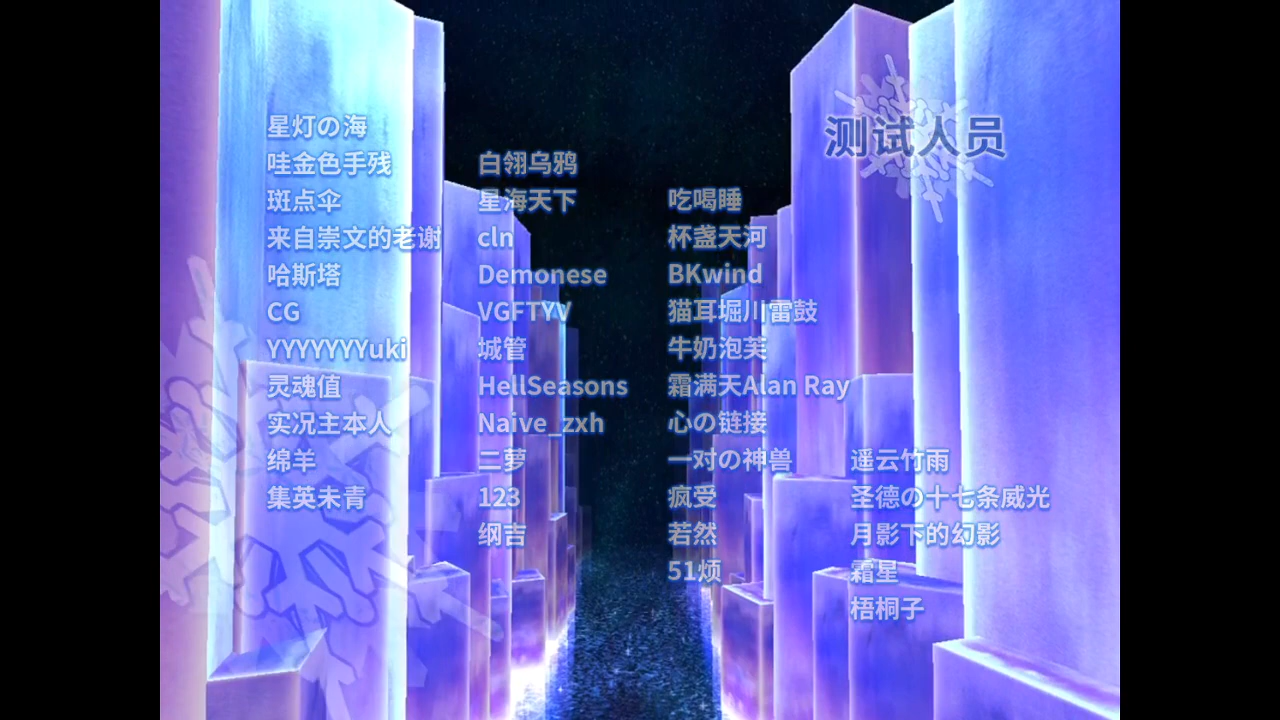 测试人员
星灯の海
哇金色手残
斑点伞
来自崇文的老谢
哈斯塔
CG
YYYYYYYuki
灵魂值
实况主本人
绵羊
集英未青
白翎乌鸦
星海天下
cln
Demonese
VGFTYV
城管
HellSeasons
Naive_zxh
二萝
123
纲吉
吃喝睡
杯盏天河
BKwind
猫耳堀川雷鼓
牛奶泡芙
霜满天Alan Ray
心の链接
一对の神兽
疯受
若然
51烦
遥云竹雨
圣德の十七条威光
月影下的幻影
霜星
梧桐子